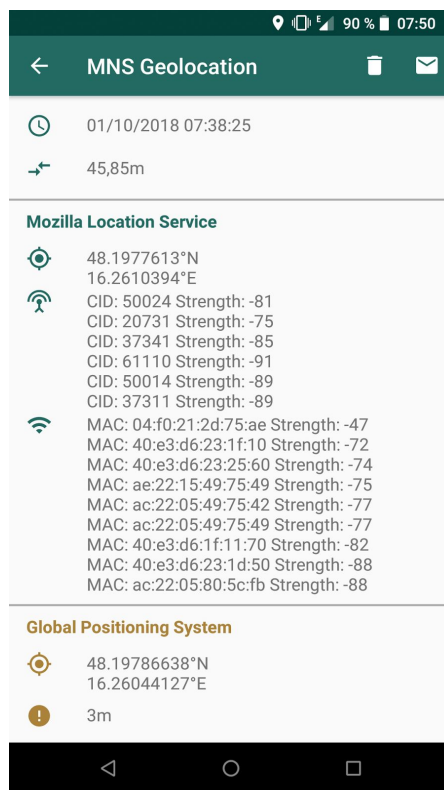 E 90 % 07:50
MNS Geolocation
01/10/2018 07:38:25
45,85m
Mozilla Location Service
48.1977613°N
16.2610394°E
CID: 50024 Strength: -81
CID: 20731 Strength: -75
CID: 37341 Strength: -85
CID: 61110 Strength: -91
CID: 50014 Strength: -89
CID: 37311 Strength: -89
MAC: 04:f0:21:2d:75:ae Strength: -47
MAC: 40:e3:d6:23:1f:10 Strength: -72
MAC: 40:e3:d6:23:25:60 Strength: -74
MAC: ae:22:15:49:75:49 Strength: -75
MAC: ac:22:05:49:75:42 Strength: -77
MAC: ac:22:05:49:75:49 Strength: -77
MAC: 40:e3:d6:1f:11:70 Strength: -82
MAC: 40:e3:d6:23:1d:50 Strength: -88
MAC: ac:22:05:80:5c:fb Strength: -88
Global Positioning System
48.19786638°N
16.26044127°E
3m